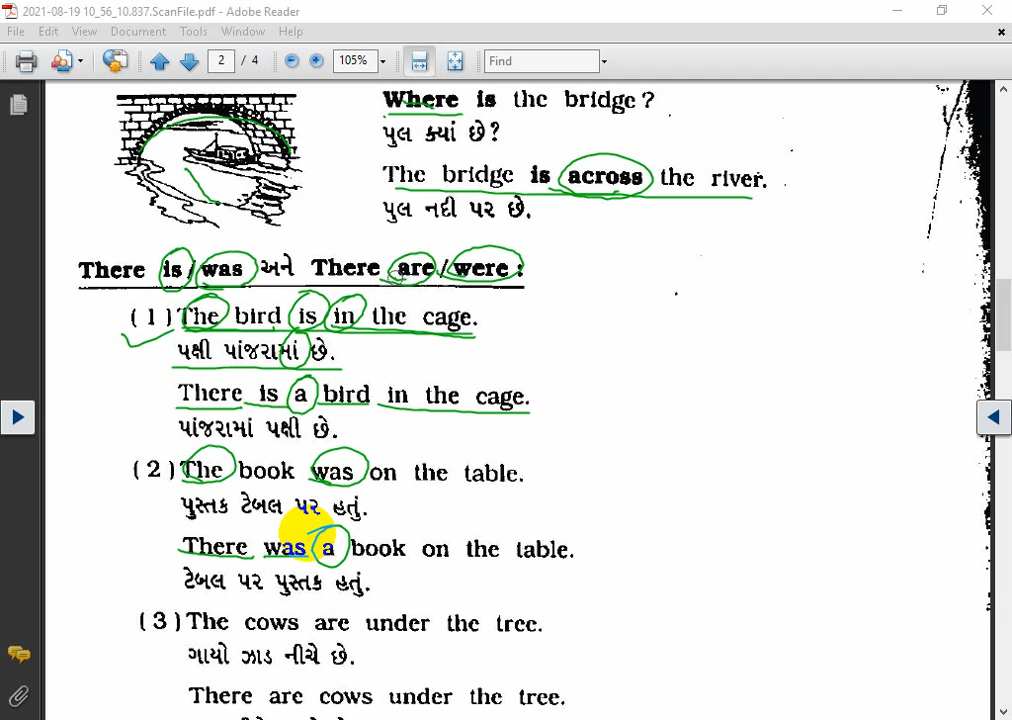 2021-08-19 10_56_10.837.ScanFile.pdf - Adobe Reader
File Edit View Document Tools Window Help
2 / 4 105% Find
Where is the bridge?
પુલ ક્યાં છે?
The bridge is across the river.
પુલ નદી પર છે.
There is/was અને There are/were :
(1) The bird is in the cage.
પક્ષી પાંજરામાં છે.
There is a bird in the cage.
પાંજરામાં પક્ષી છે.
(2) The book was on the table.
પુસ્તક ટેબલ પર હતું.
There was a book on the table.
ટેબલ પર પુસ્તક હતું.
(3) The cows are under the tree.
ગાયો ઝાડ નીચે છે.
There are cows under the tree.